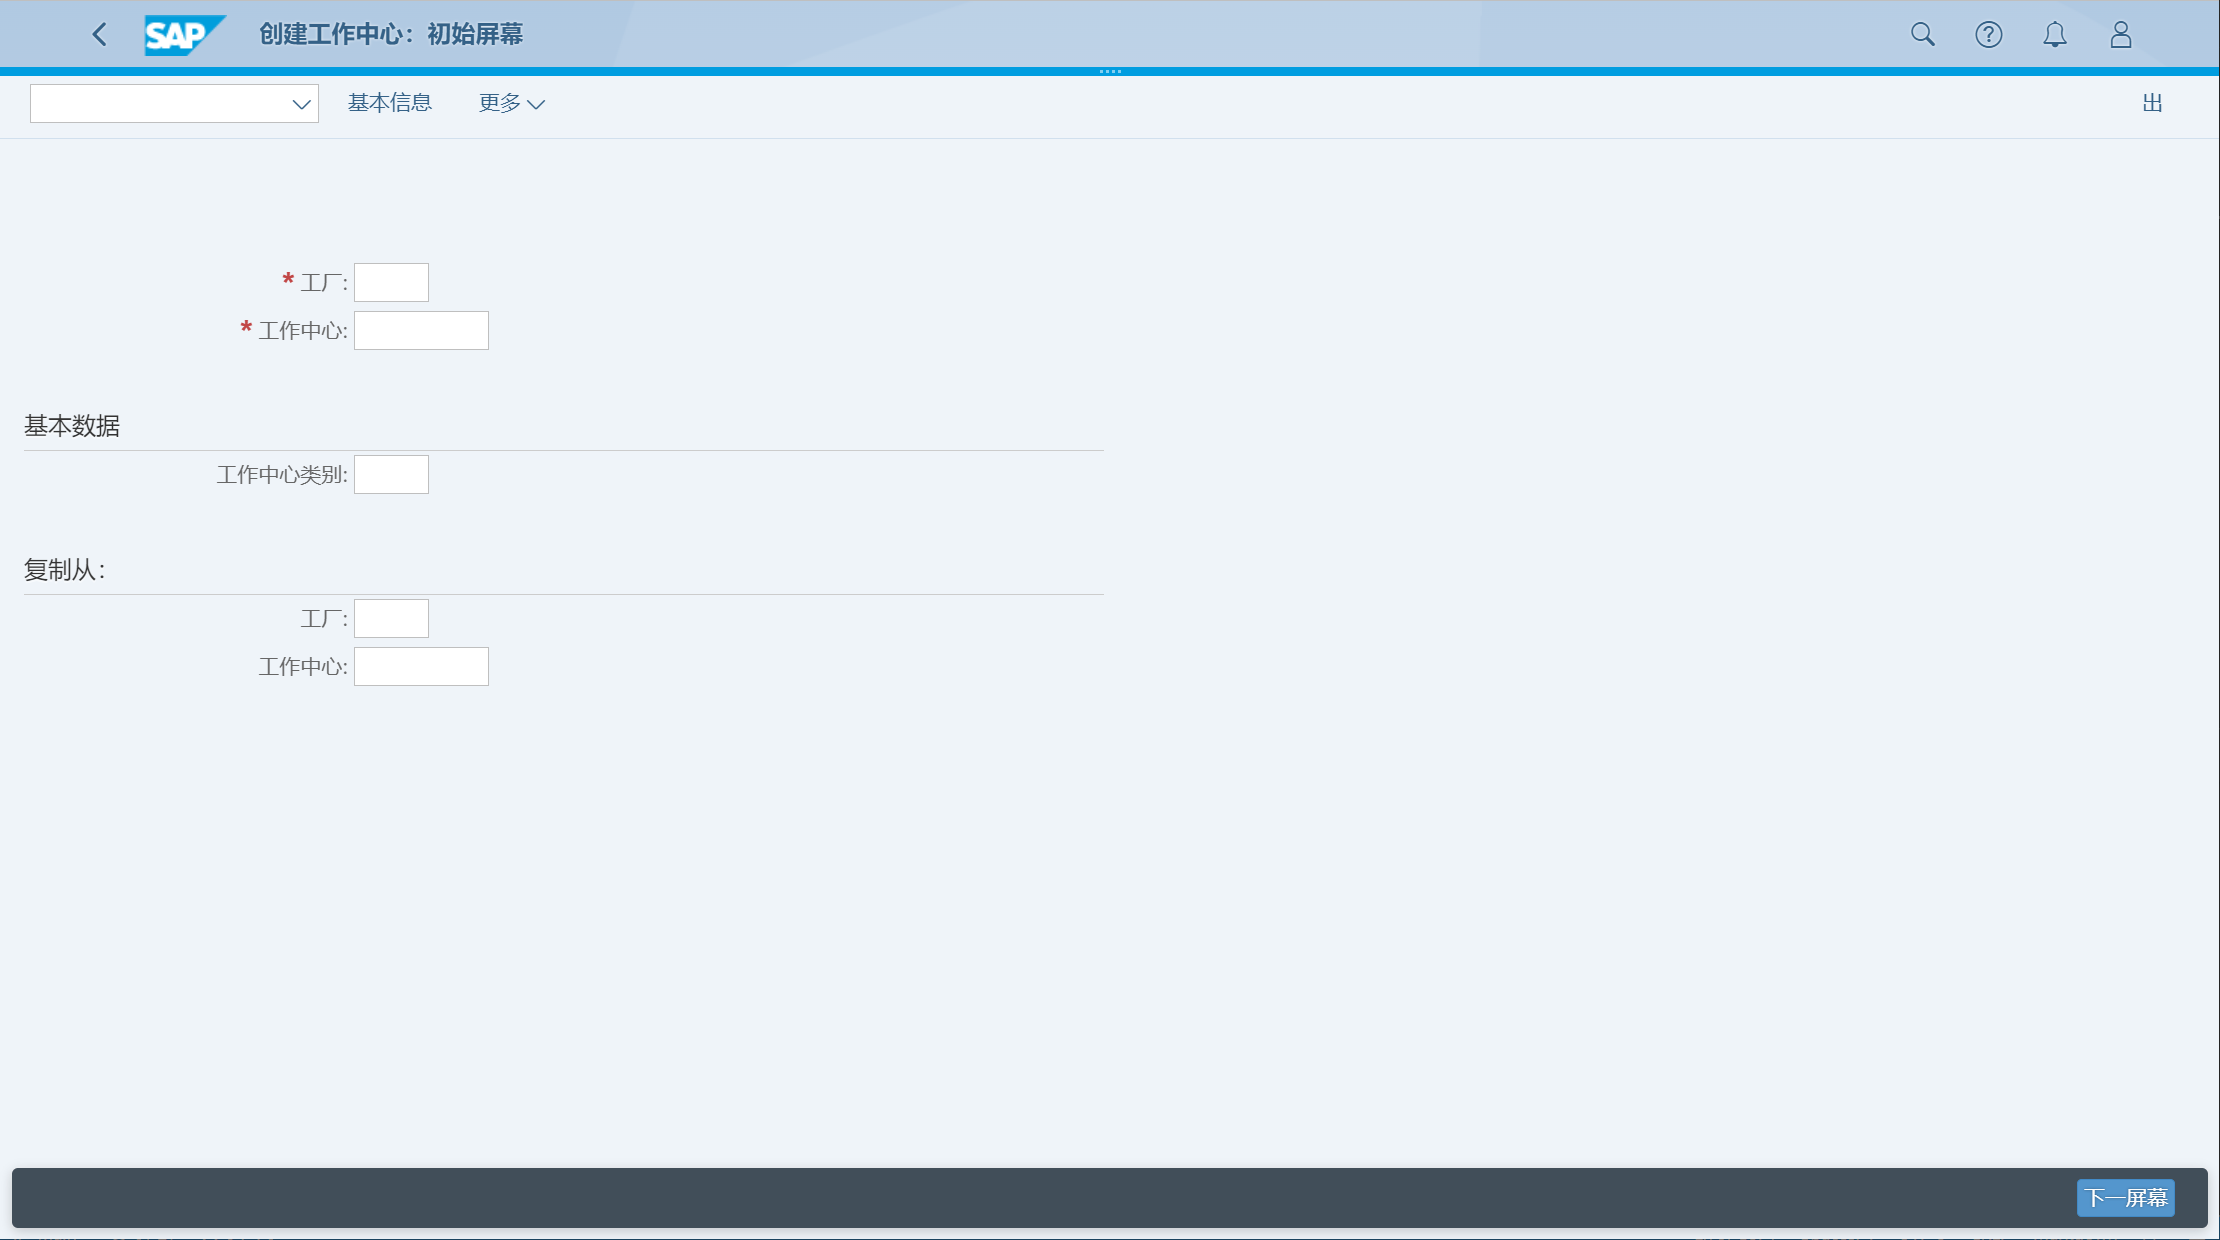 SAP 创建工作中心：初始屏幕
基本信息 更多 出
* 工厂:
* 工作中心:
基本数据
工作中心类别:
复制从：
工厂:
工作中心:
下一屏幕